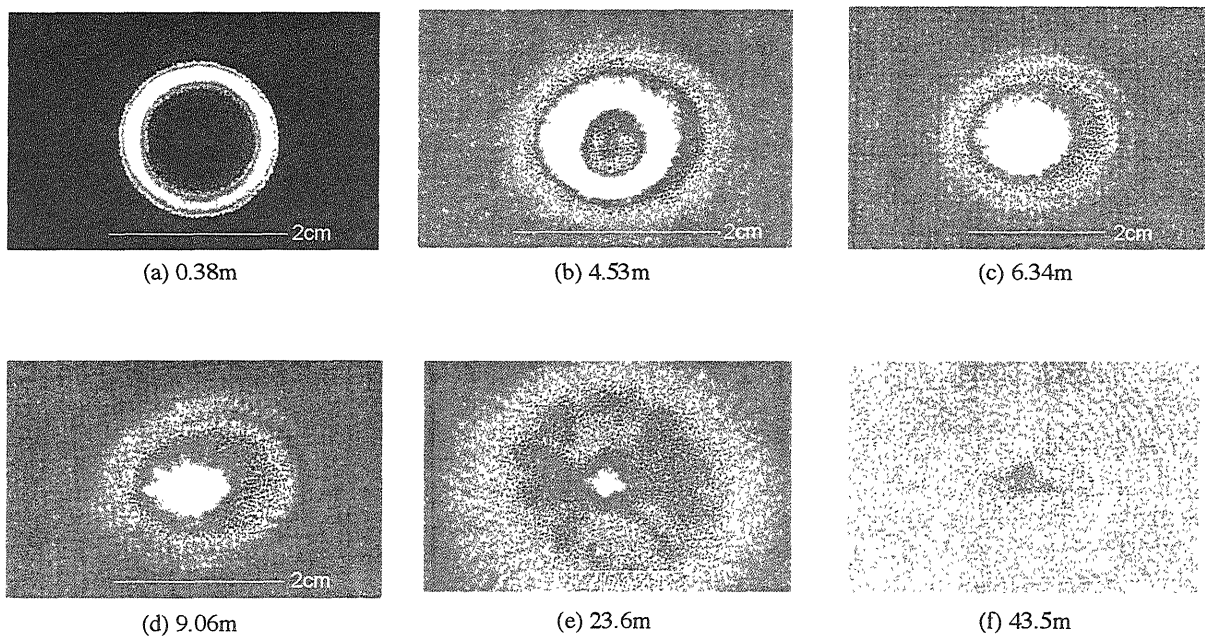 2cm
2cm
2cm
(a) 0.38m
(b) 4.53m
(c) 6.34m
2cm
(d) 9.06m
(e) 23.6m
(f) 43.5m